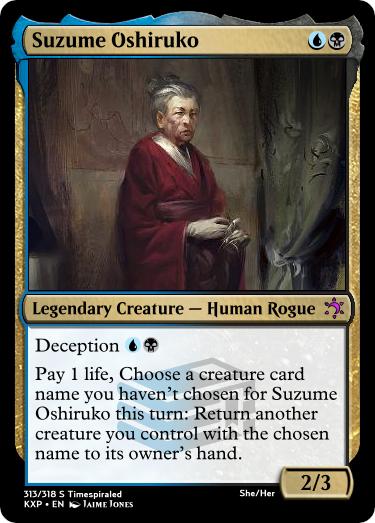 Suzume Oshiruko
Legendary Creature — Human Rogue
Deception
Pay 1 life, Choose a creature card
name you haven't chosen for Suzume
Oshiruko this turn: Return another
creature you control with the chosen
name to its owner's hand.
2/3
313/318 S Timespiraled
She/Her
KXP • EN Jaime Jones